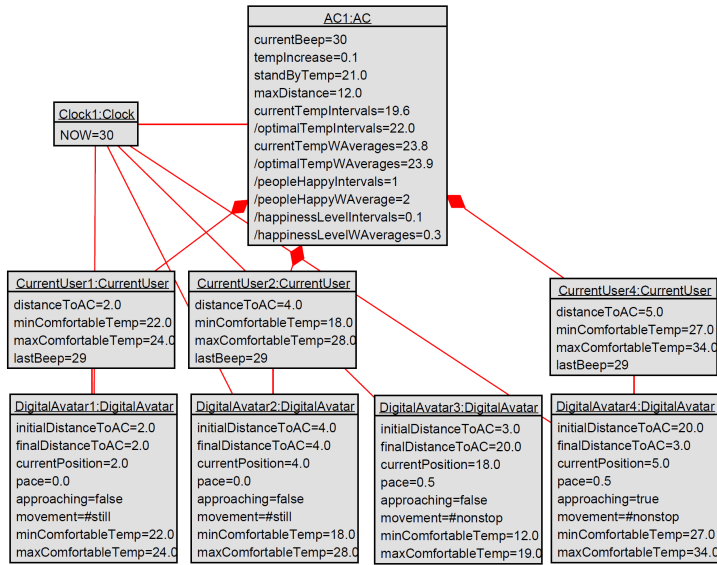 AC1:AC
currentBeep=30
tempIncrease=0.1
standByTemp=21.0
maxDistance=12.0
currentTempIntervals=19.6
/optimalTempIntervals=22.0
currentTempWAverages=23.8
/optimalTempWAverages=23.9
/peopleHappyIntervals=1
/peopleHappyWAverage=2
/happinessLevelIntervals=0.1
/happinessLevelWAverages=0.3
Clock1:Clock
NOW=30
CurrentUser1:CurrentUser
distanceToAC=2.0
minComfortableTemp=22.0
maxComfortableTemp=24.0
lastBeep=29
CurrentUser2:CurrentUser
distanceToAC=4.0
minComfortableTemp=18.0
maxComfortableTemp=28.0
lastBeep=29
CurrentUser4:CurrentUser
distanceToAC=5.0
minComfortableTemp=27.0
maxComfortableTemp=34.0
lastBeep=29
DigitalAvatar1:DigitalAvatar
initialDistanceToAC=2.0
finalDistanceToAC=2.0
currentPosition=2.0
pace=0.0
approaching=false
movement=#still
minComfortableTemp=22.0
maxComfortableTemp=24.0
DigitalAvatar2:DigitalAvatar
initialDistanceToAC=4.0
finalDistanceToAC=4.0
currentPosition=4.0
pace=0.0
approaching=false
movement=#still
minComfortableTemp=18.0
maxComfortableTemp=28.0
DigitalAvatar3:DigitalAvatar
initialDistanceToAC=3.0
finalDistanceToAC=20.0
currentPosition=18.0
pace=0.5
approaching=false
movement=#nonstop
minComfortableTemp=12.0
maxComfortableTemp=19.0
DigitalAvatar4:DigitalAvatar
initialDistanceToAC=20.0
finalDistanceToAC=3.0
currentPosition=5.0
pace=0.5
approaching=true
movement=#nonstop
minComfortableTemp=27.0
maxComfortableTemp=34.0